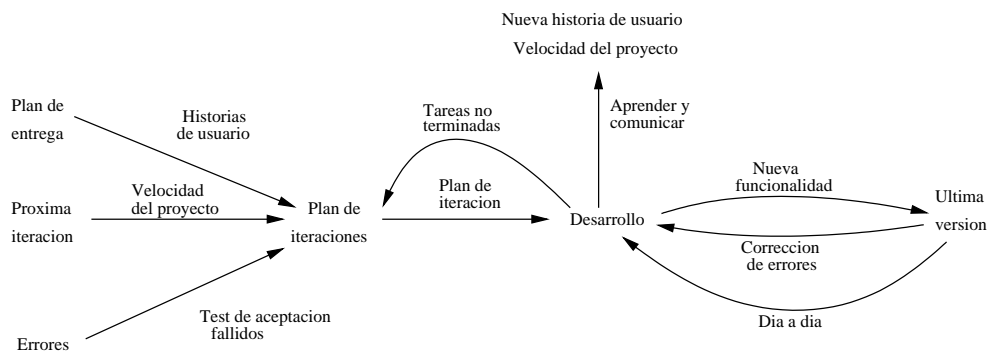 Nueva historia de usuario
Velocidad del proyecto
Plan de
entrega
Historias
de usuario
Tareas no
terminadas
Aprender y
comunicar
Nueva
funcionalidad
Proxima
iteracion
Velocidad
del proyecto
Plan de
iteraciones
Plan de
iteracion
Desarrollo
Ultima
version
Correccion
de errores
Errores
Test de aceptacion
fallidos
Dia a dia